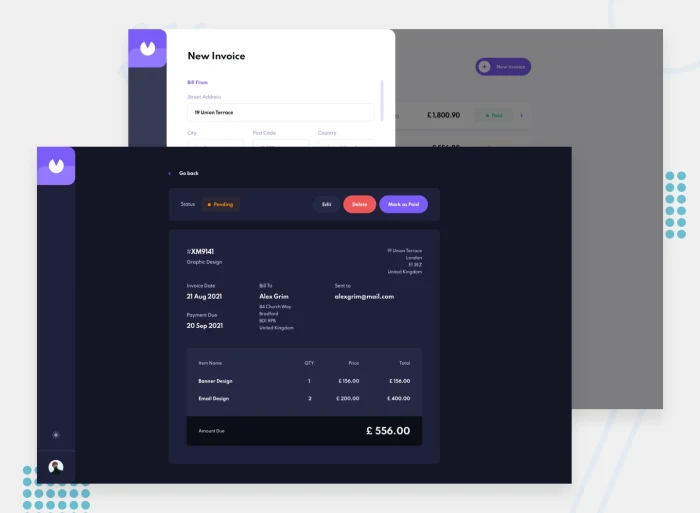 New Invoice
Bill From
Street Address
19 Union Terrace
City Post Code Country
New Invoice
£ 1,800.90 Paid
Go back
Status Pending Edit Delete Mark as Paid
#XM9141
Graphic Design
19 Union Terrace
London
E1 3EZ
United Kingdom
Invoice Date
21 Aug 2021
Payment Due
20 Sep 2021
Bill To
Alex Grim
84 Church Way
Bradford
BD1 9PB
United Kingdom
Sent to
alexgrim@mail.com
Item Name QTY. Price Total
Banner Design 1 £ 156.00 £ 156.00
Email Design 2 £ 200.00 £ 400.00
Amount Due £ 556.00